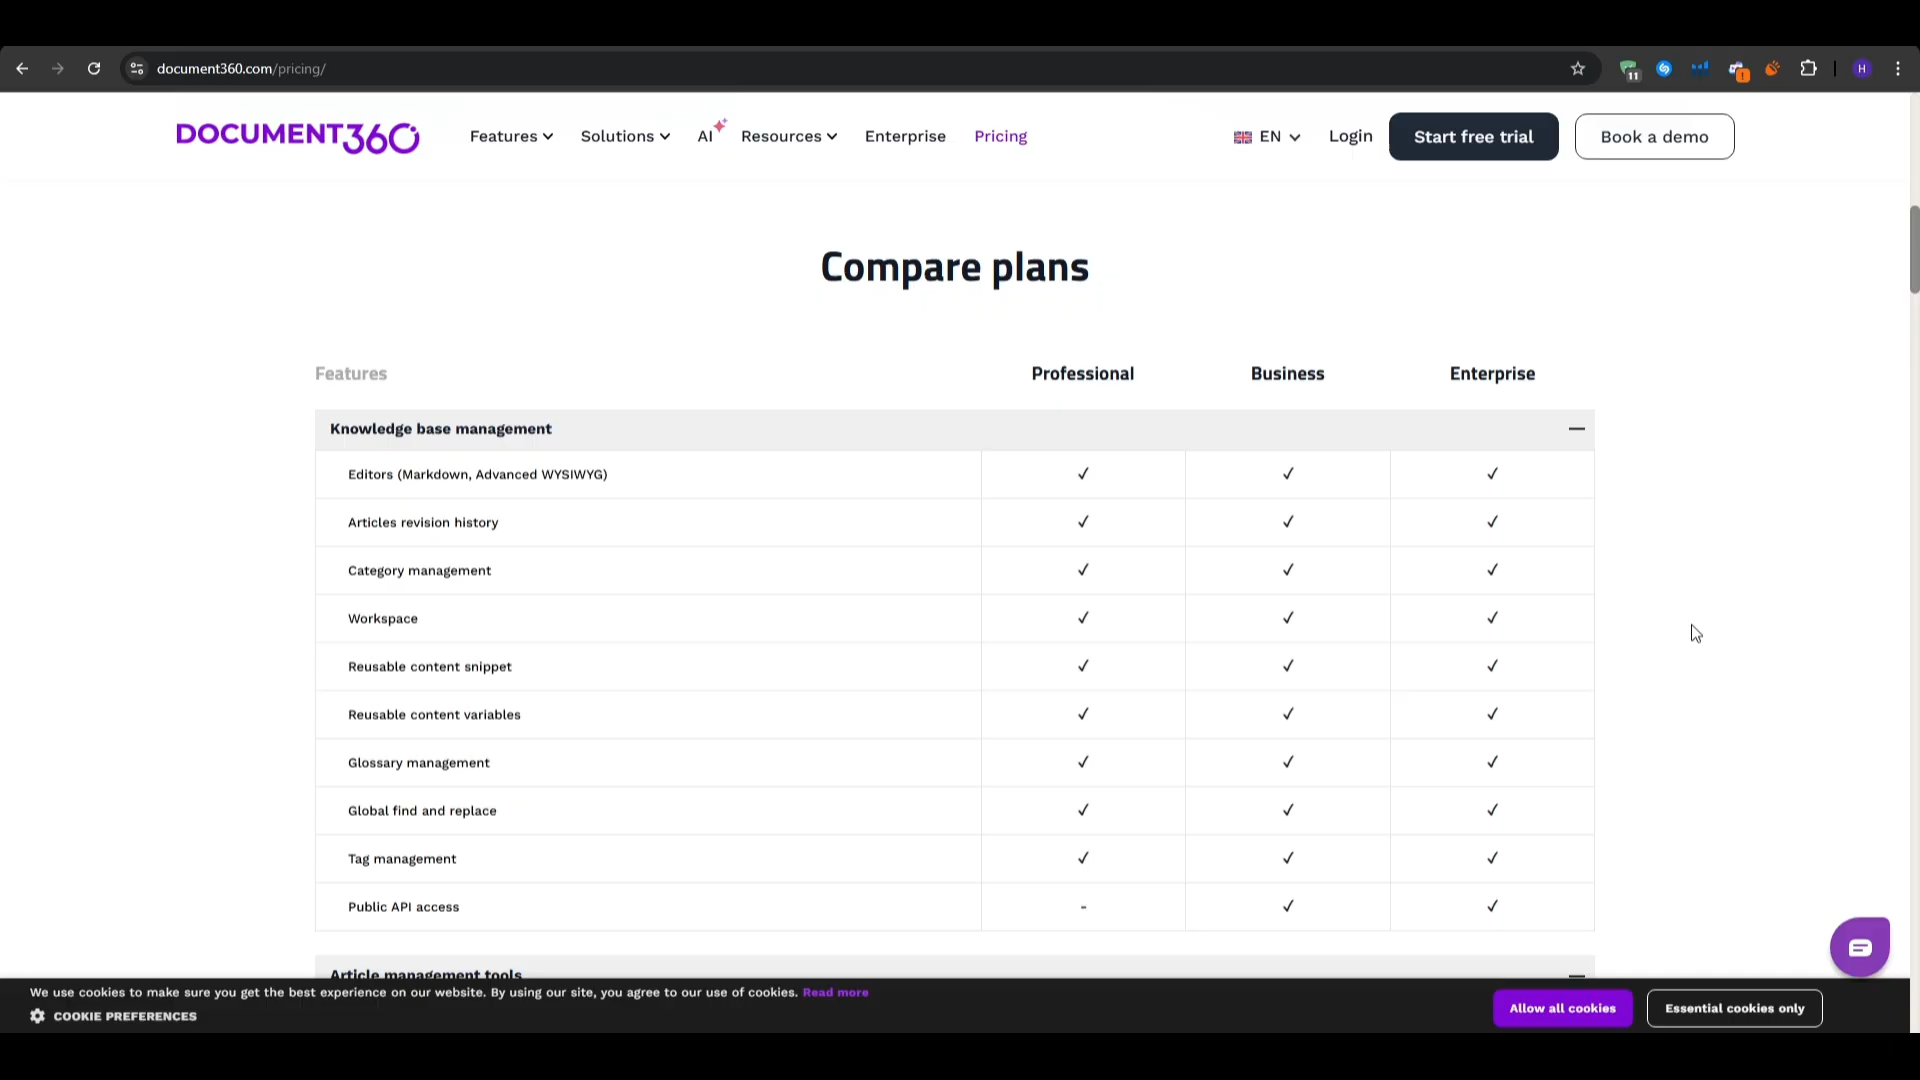 document360.com/pricing/
11
!
H
DOCUMENT360
Features
Solutions
AI
Resources
Enterprise
Pricing
EN
Login
Start free trial
Book a demo
Compare plans
Features Professional Business Enterprise
Knowledge base management
Editors (Markdown, Advanced WYSIWYG) ✓ ✓ ✓
Articles revision history ✓ ✓ ✓
Category management ✓ ✓ ✓
Workspace ✓ ✓ ✓
Reusable content snippet ✓ ✓ ✓
Reusable content variables ✓ ✓ ✓
Glossary management ✓ ✓ ✓
Global find and replace ✓ ✓ ✓
Tag management ✓ ✓ ✓
Public API access - ✓ ✓
Article management tools
We use cookies to make sure you get the best experience on our website. By using our site, you agree to our use of cookies. Read more
COOKIE PREFERENCES
Allow all cookies
Essential cookies only